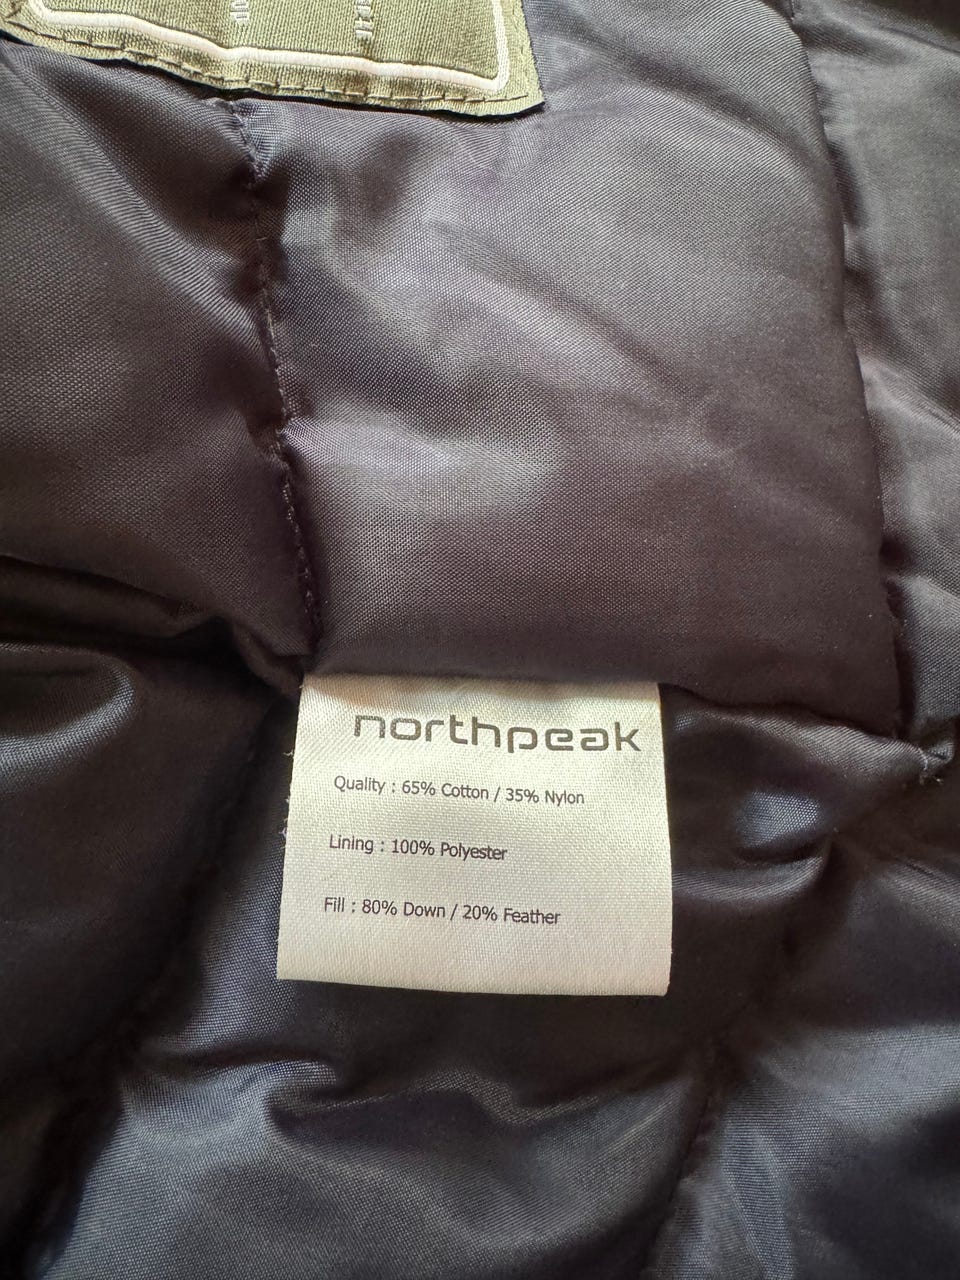 northpeak
Quality : 65% Cotton / 35% Nylon
Lining : 100% Polyester
Fill : 80% Down / 20% Feather